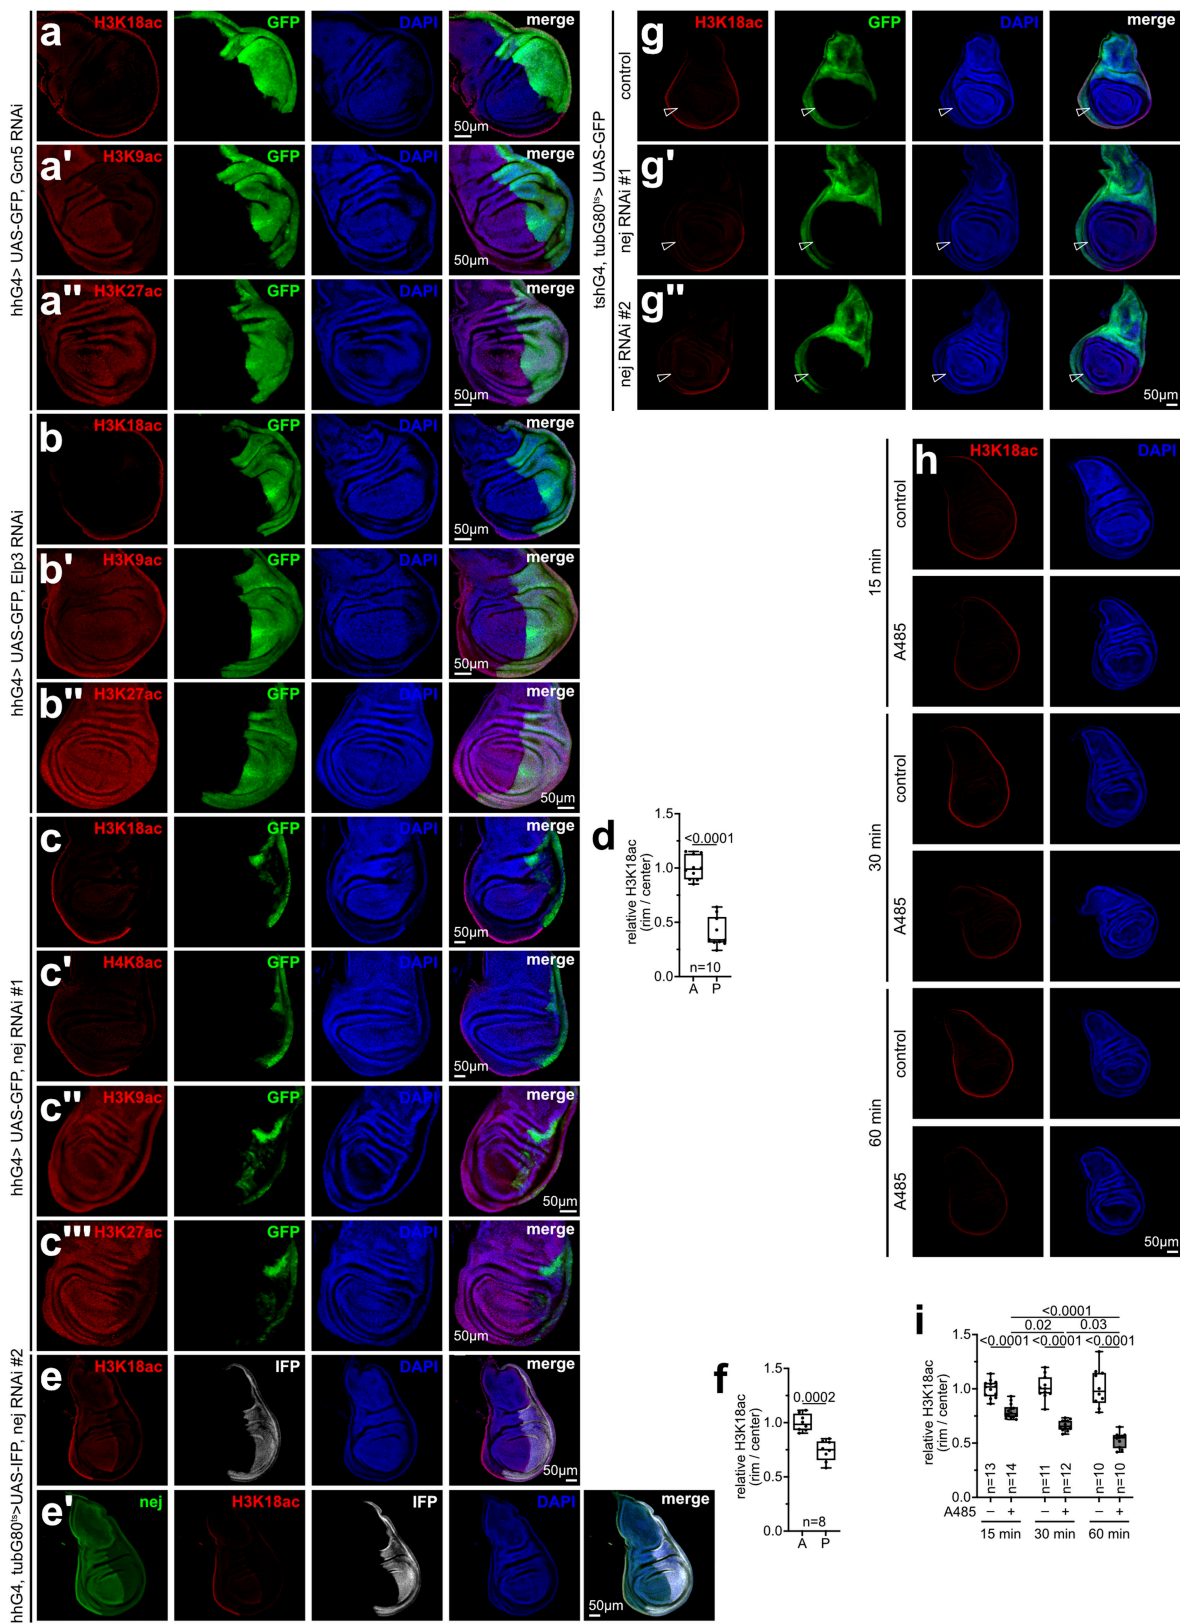 hhG4> UAS-GFP, Gcn5 RNAi
a H3K18ac GFP DAPI merge
50µm
a' H3K9ac GFP DAPI merge
50µm
a'' H3K27ac GFP DAPI merge
50µm
hhG4> UAS-GFP, Elp3 RNAi
b H3K18ac GFP DAPI merge
50µm
b' H3K9ac GFP DAPI merge
50µm
b'' H3K27ac GFP DAPI merge
50µm
hhG4> UAS-GFP, nej RNAi #1
c H3K18ac GFP DAPI merge
50µm
c' H4K8ac GFP DAPI merge
50µm
c'' H3K9ac GFP DAPI merge
50µm
c''' H3K27ac GFP DAPI merge
50µm
d
relative H3K18ac
(rim / center)
1.5
1.0
0.5
0.0
<0.0001
n=10
A P
hhG4, tubG80ts>UAS-IFP, nej RNAi #2
e H3K18ac IFP DAPI merge
50µm
e' nej H3K18ac IFP DAPI merge
50µm
f
relative H3K18ac
(rim / center)
1.5
1.0
0.5
0.0
0.0002
n=8
A P
tshG4, tubG80ts> UAS-GFP
control
g H3K18ac GFP DAPI merge
nej RNAi #1
g'
nej RNAi #2
g''
50µm
h H3K18ac DAPI
15 min
control
A485
30 min
control
A485
60 min
control
A485
50µm
i
relative H3K18ac
(rim / center)
1.5
1.0
0.5
0.0
<0.0001
0.02 0.03
<0.0001 <0.0001 <0.0001
n=13 n=14 n=11 n=12 n=10 n=10
A485 – + – + – +
15 min 30 min 60 min